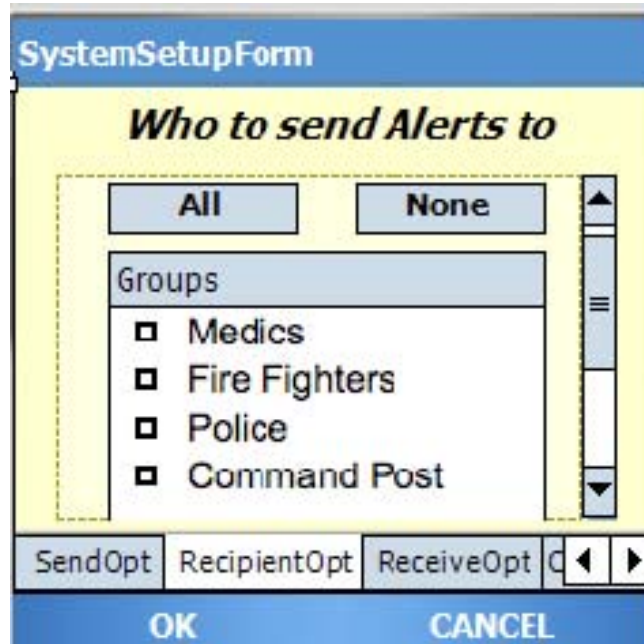 SystemSetupForm
Who to send Alerts to
All None
Groups
Medics
Fire Fighters
Police
Command Post
SendOpt RecipientOpt ReceiveOpt
OK CANCEL